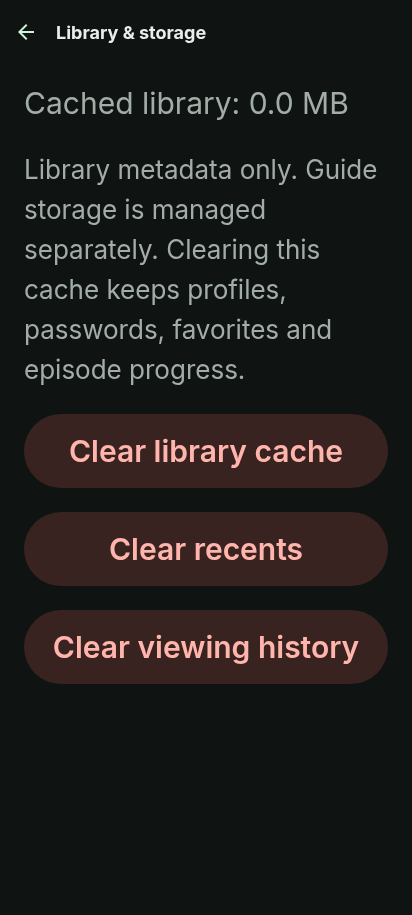 Library & storage
Cached library: 0.0 MB
Library metadata only. Guide
storage is managed
separately. Clearing this
cache keeps profiles,
passwords, favorites and
episode progress.
Clear library cache
Clear recents
Clear viewing history